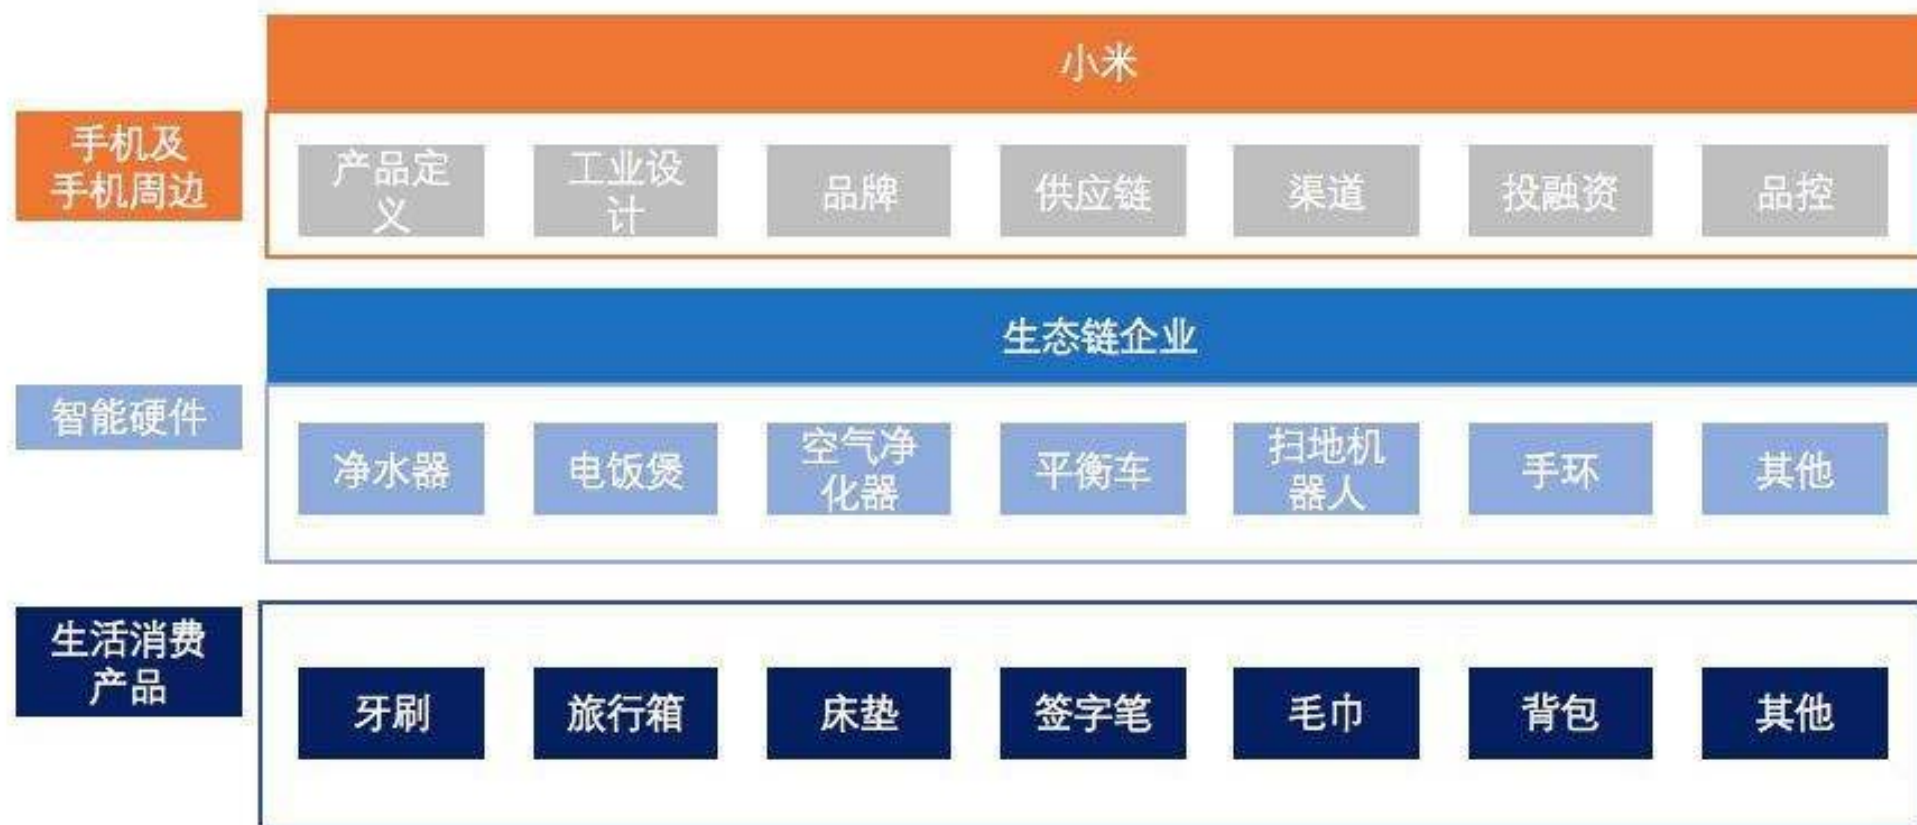 小米
手机及
手机周边
产品定
义
工业设
计
品牌
供应链
渠道
投融资
品控
生态链企业
智能硬件
净水器
电饭煲
空气净
化器
平衡车
扫地机
器人
手环
其他
生活消费
产品
牙刷
旅行箱
床垫
签字笔
毛巾
背包
其他